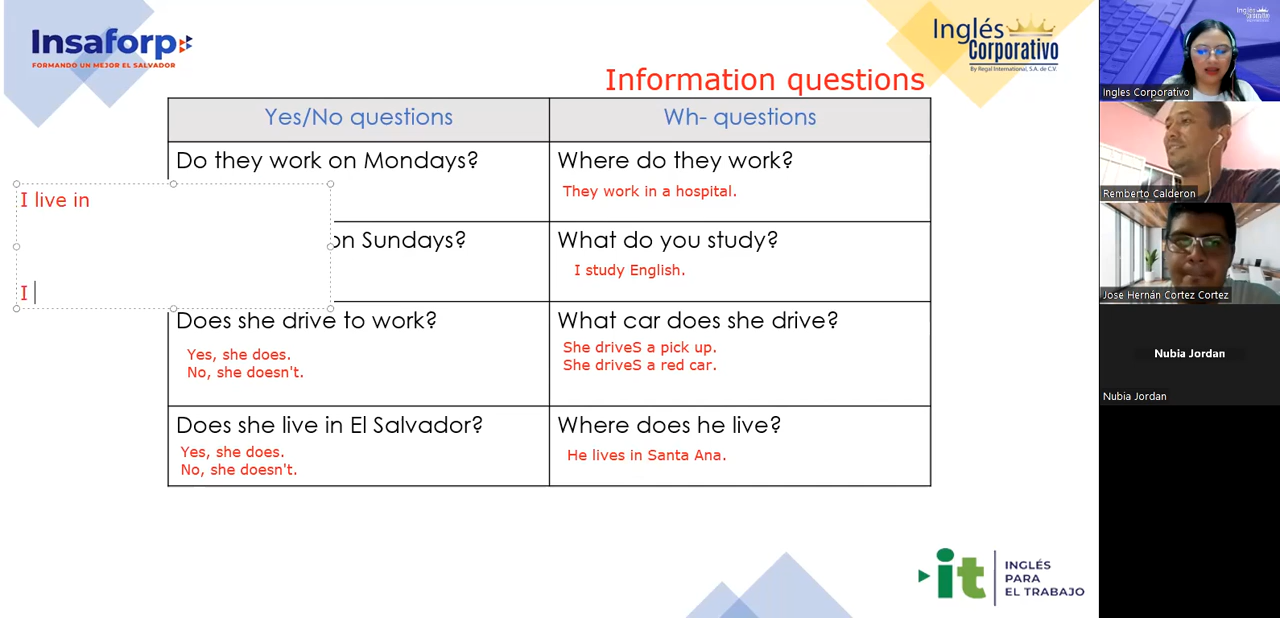 Insaforp
FORMANDO UN MEJOR EL SALVADOR
Inglés
Corporativo
By Regal International, S.A. de C.V.
Information questions
Yes/No questions
Wh- questions
Do they work on Mondays?
Where do they work?
They work in a hospital.
I live in
on Sundays?
What do you study?
I study English.
I
Does she drive to work?
What car does she drive?
Yes, she does.
She driveS a pick up.
No, she doesn't.
She driveS a red car.
Does she live in El Salvador?
Where does he live?
Yes, she does.
He lives in Santa Ana.
No, she doesn't.
it
INGLÉS
PARA
EL TRABAJO
Inglés
Corporativo
Ingles Corporativo
Remberto Calderon
Jose Hernán Cortez Cortez
Nubia Jordan
Nubia Jordan